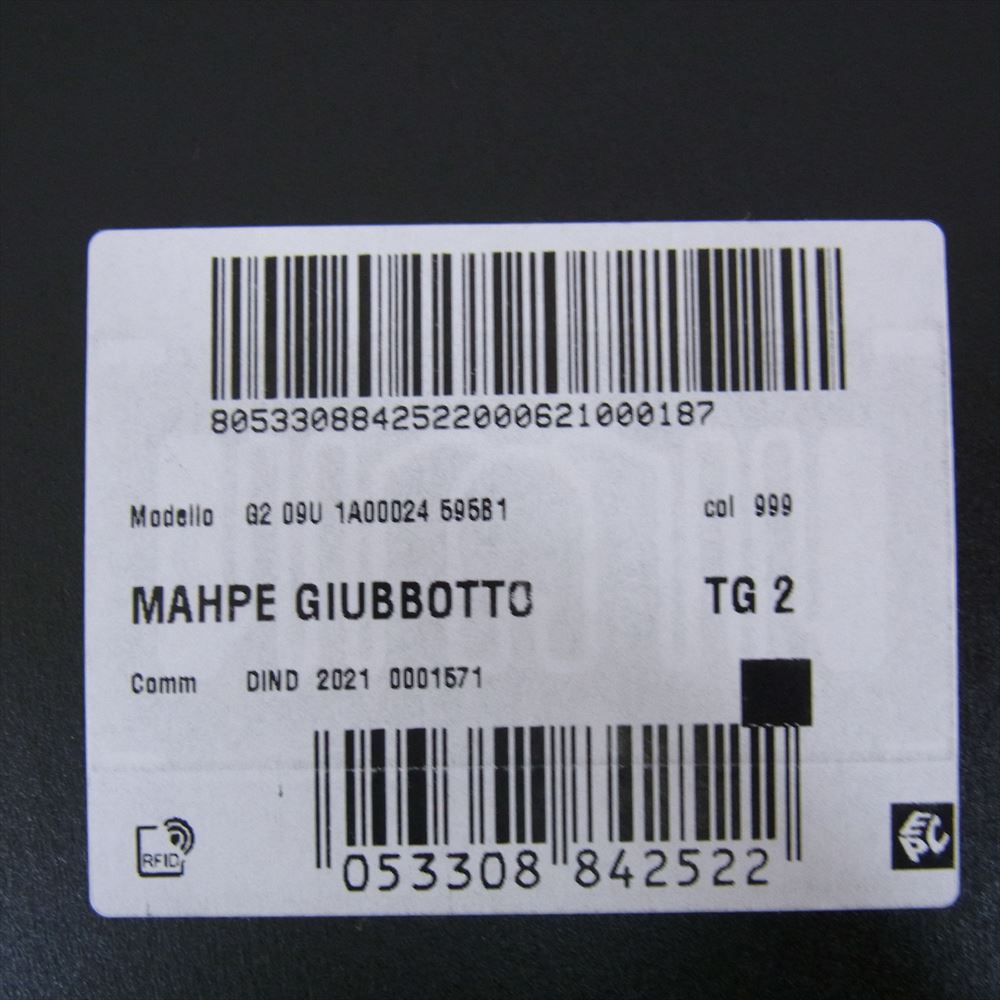 8053308842522000621000187
Modello G2 09U 1A00024 595B1 col 999
MAHPE GIUBBOTTO TG 2
Comm DIND 2021 0001571
RFID
053308 842522
EPC